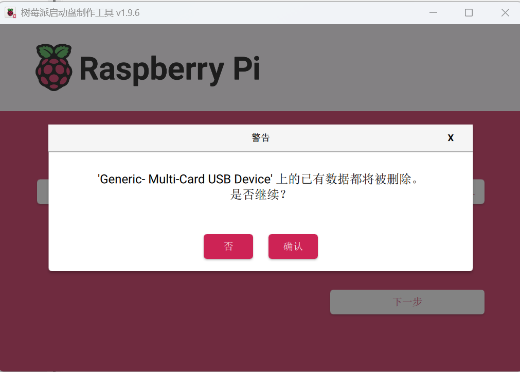 树莓派启动盘制作工具 v1.9.6
Raspberry Pi
警告
X
'Generic- Multi-Card USB Device' 上的已有数据都将被删除。
是否继续？
否
确认
下一步